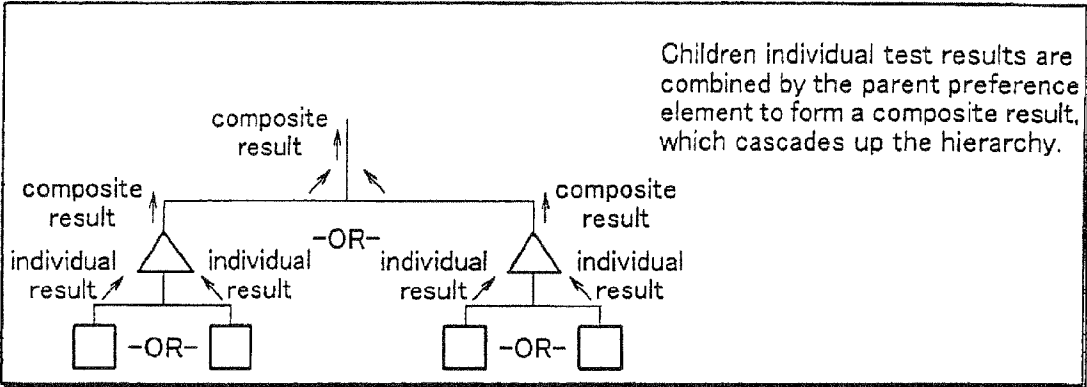 Children individual test results are
combined by the parent preference
element to form a composite result,
which cascades up the hierarchy.
composite
result
composite
result
composite
result
-OR-
individual
result
individual
result
individual
result
individual
result
-OR-
-OR-